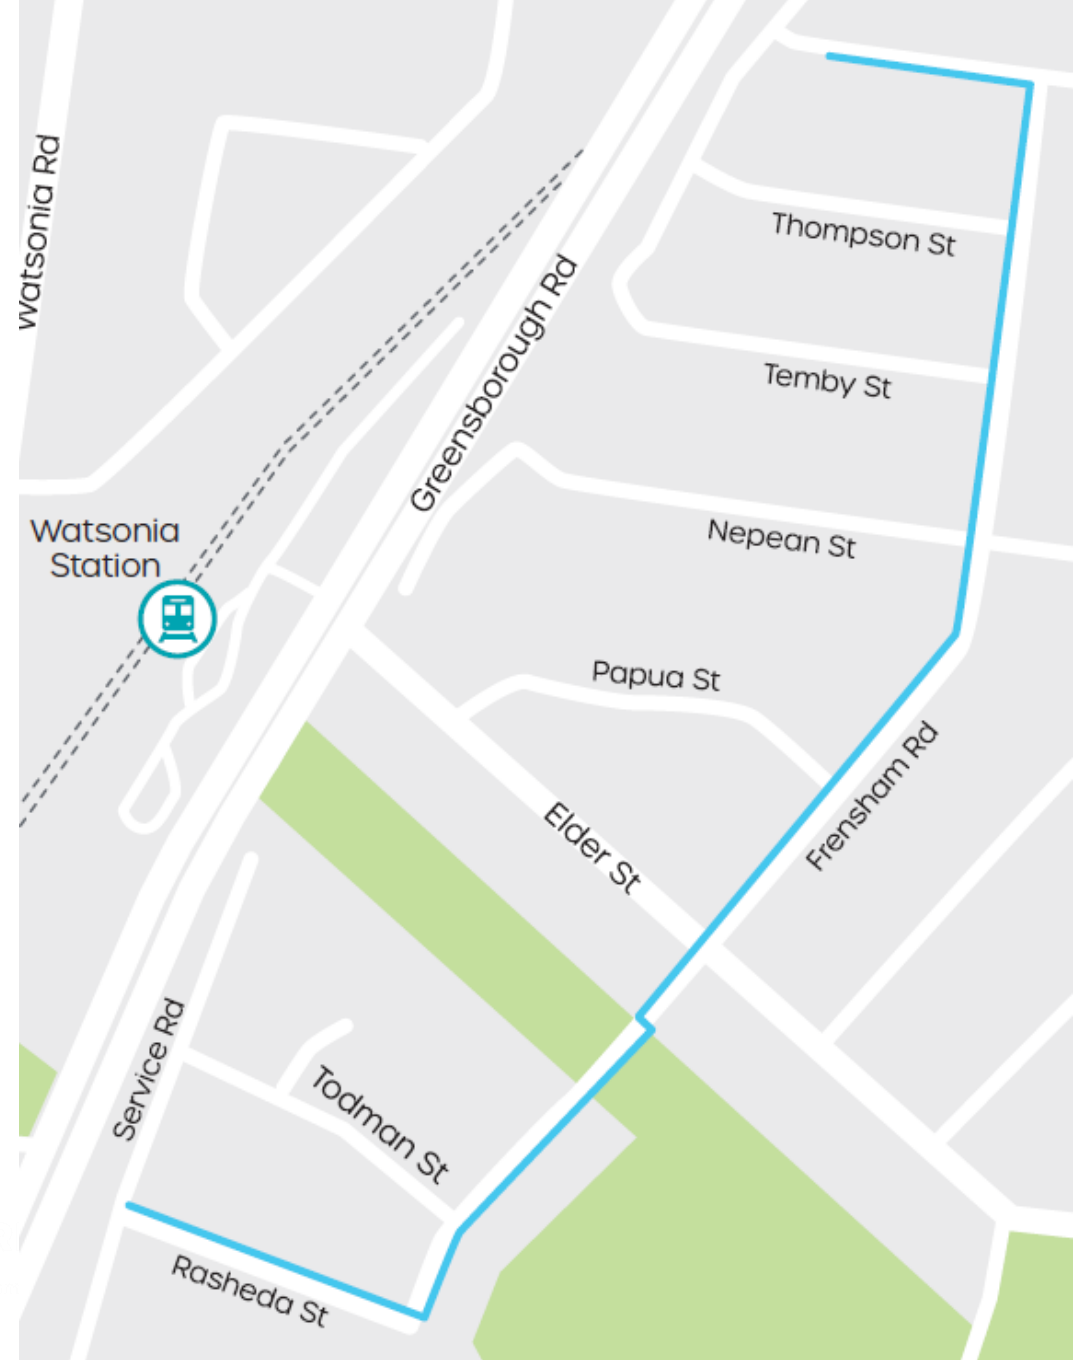 Watsonia Rd
Thompson St
Greensborough Rd
Temby St
Nepean St
Watsonia
Station
Papua St
Frensham Rd
Elder St
Service Rd
Todman St
Rasheda St